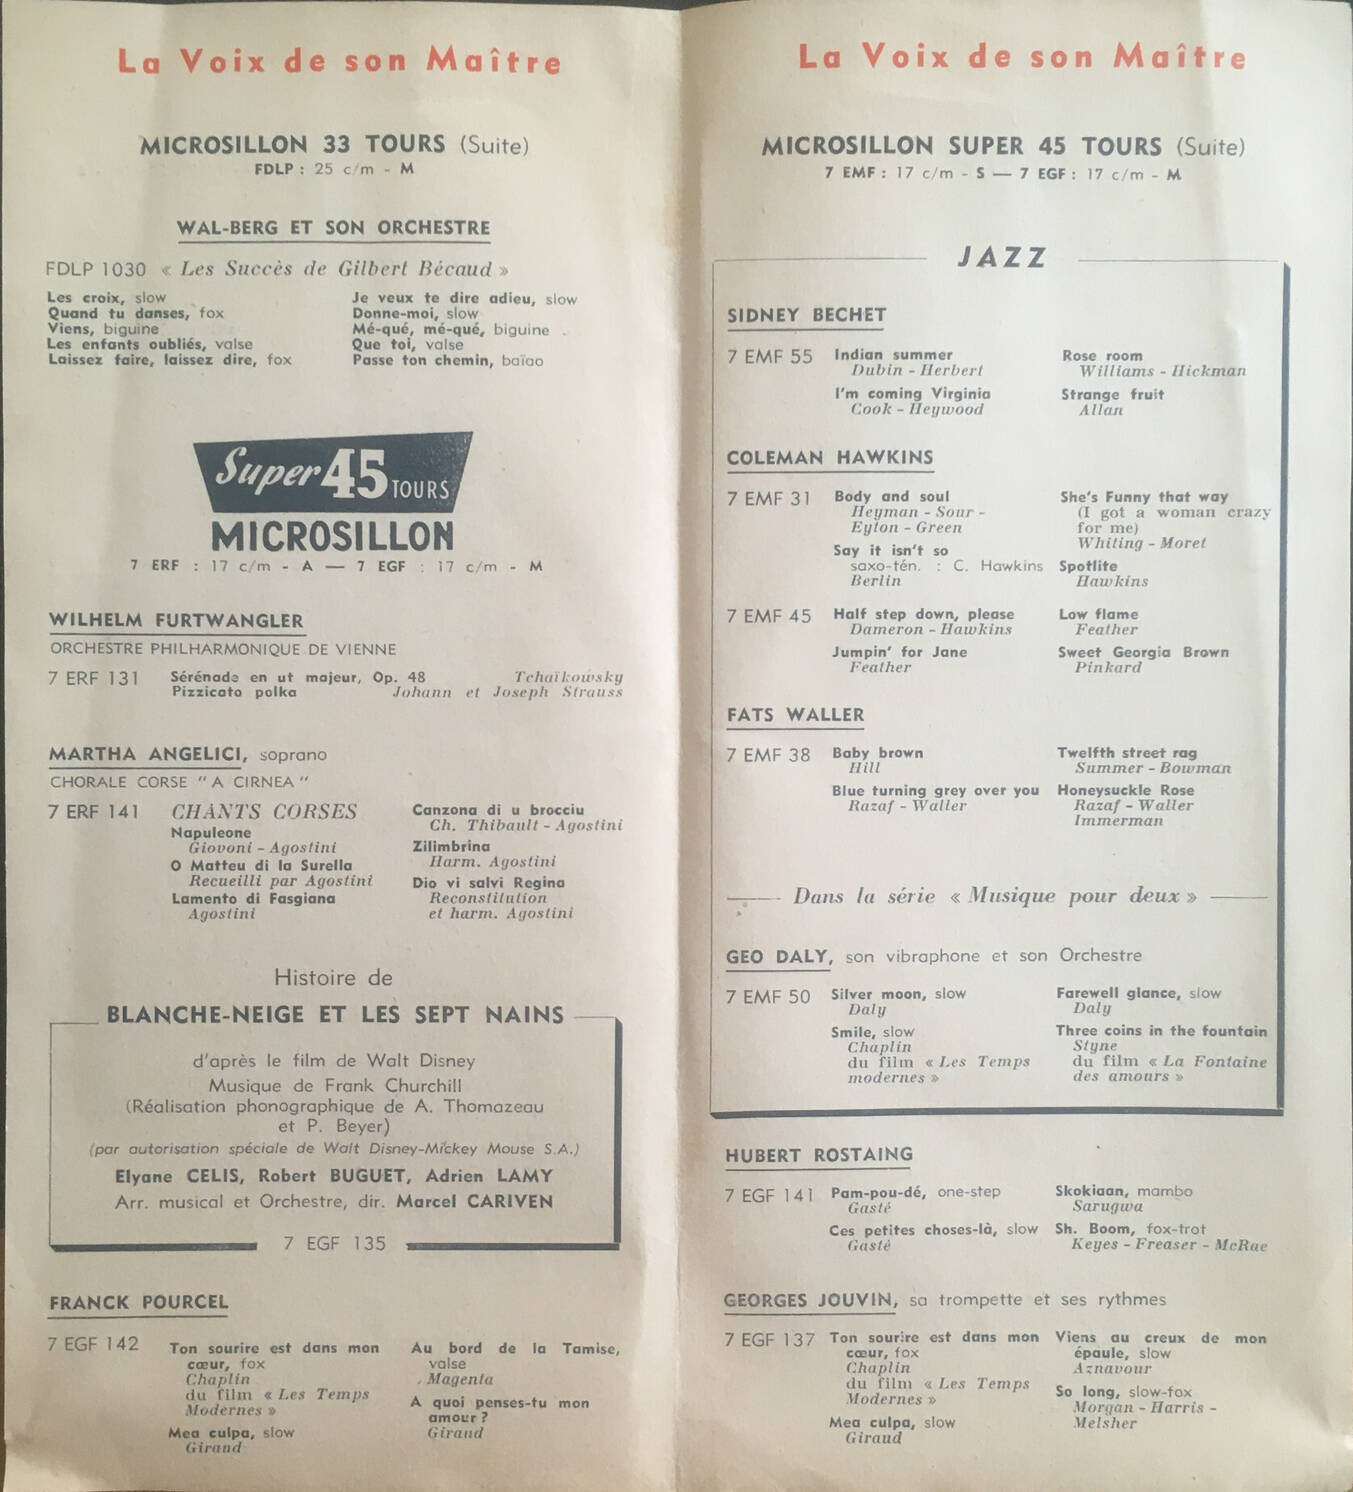 La Voix de son Maître
MICROSILLON 33 TOURS (Suite)
FDLP : 25 c/m - M
WAL-BERG ET SON ORCHESTRE
FDLP 1030 « Les Succès de Gilbert Bécaud »
Les croix, slow
Quand tu danses, fox
Viens, biguine
Les enfants oubliés, valse
Laissez faire, laissez dire, fox
Je veux te dire adieu, slow
Donne-moi, slow
Mé-qué, mé-qué, biguine
Que toi, valse
Passe ton chemin, baïao
Super 45 TOURS
MICROSILLON
7 ERF : 17 c/m - A — 7 EGF : 17 c/m - M
WILHELM FURTWANGLER
ORCHESTRE PHILHARMONIQUE DE VIENNE
7 ERF 131 Sérénade en ut majeur, Op. 48 Tchaïkowsky
Pizzicato polka Johann et Joseph Strauss
MARTHA ANGELICI, soprano
CHORALE CORSE " A CIRNEA "
7 ERF 141 CHANTS CORSES
Napuleone
Giovoni - Agostini
O Matteu di la Surella
Recueilli par Agostini
Lamento di Fasgiana
Agostini
Canzona di u brocciu
Ch. Thibault - Agostini
Zilimbrina
Harm. Agostini
Dio vi salvi Regina
Reconstitution
et harm. Agostini
Histoire de
BLANCHE-NEIGE ET LES SEPT NAINS
d'après le film de Walt Disney
Musique de Frank Churchill
(Réalisation phonographique de A. Thomazeau
et P. Beyer)
(par autorisation spéciale de Walt Disney-Mickey Mouse S.A.)
Elyane CELIS, Robert BUGUET, Adrien LAMY
Arr. musical et Orchestre, dir. Marcel CARIVEN
7 EGF 135
FRANCK POURCEL
7 EGF 142 Ton sourire est dans mon
cœur, fox
Chaplin
du film « Les Temps
Modernes »
Mea culpa, slow
Giraud
Au bord de la Tamise,
valse
Magenta
A quoi penses-tu mon
amour ?
Giraud
La Voix de son Maître
MICROSILLON SUPER 45 TOURS (Suite)
7 EMF : 17 c/m - S — 7 EGF : 17 c/m - M
JAZZ
SIDNEY BECHET
7 EMF 55 Indian summer
Dubin - Herbert
I'm coming Virginia
Cook - Heywood
Rose room
Williams - Hickman
Strange fruit
Allan
COLEMAN HAWKINS
7 EMF 31 Body and soul
Heyman - Sour -
Eyton - Green
Say it isn't so
saxo-tén. : C. Hawkins
Berlin
She's Funny that way
(I got a woman crazy
for me)
Whiting - Moret
Spotlite
Hawkins
7 EMF 45 Half step down, please
Dameron - Hawkins
Jumpin' for Jane
Feather
Low flame
Feather
Sweet Georgia Brown
Pinkard
FATS WALLER
7 EMF 38 Baby brown
Hill
Blue turning grey over you
Razaf - Waller
Twelfth street rag
Summer - Bowman
Honeysuckle Rose
Razaf - Waller
Immerman
Dans la série « Musique pour deux »
GEO DALY, son vibraphone et son Orchestre
7 EMF 50 Silver moon, slow
Daly
Smile, slow
Chaplin
du film « Les Temps
modernes »
Farewell glance, slow
Daly
Three coins in the fountain
Styne
du film « La Fontaine
des amours »
HUBERT ROSTAING
7 EGF 141 Pam-pou-dé, one-step
Gasté
Ces petites choses-là, slow
Gasté
Skokiaan, mambo
Sarugwa
Sh. Boom, fox-trot
Keyes - Freaser - McRae
GEORGES JOUVIN, sa trompette et ses rythmes
7 EGF 137 Ton sourire est dans mon
cœur, fox
Chaplin
du film « Les Temps
Modernes »
Mea culpa, slow
Giraud
Viens au creux de mon
épaule, slow
Aznavour
So long, slow-fox
Morgan - Harris -
Melsher